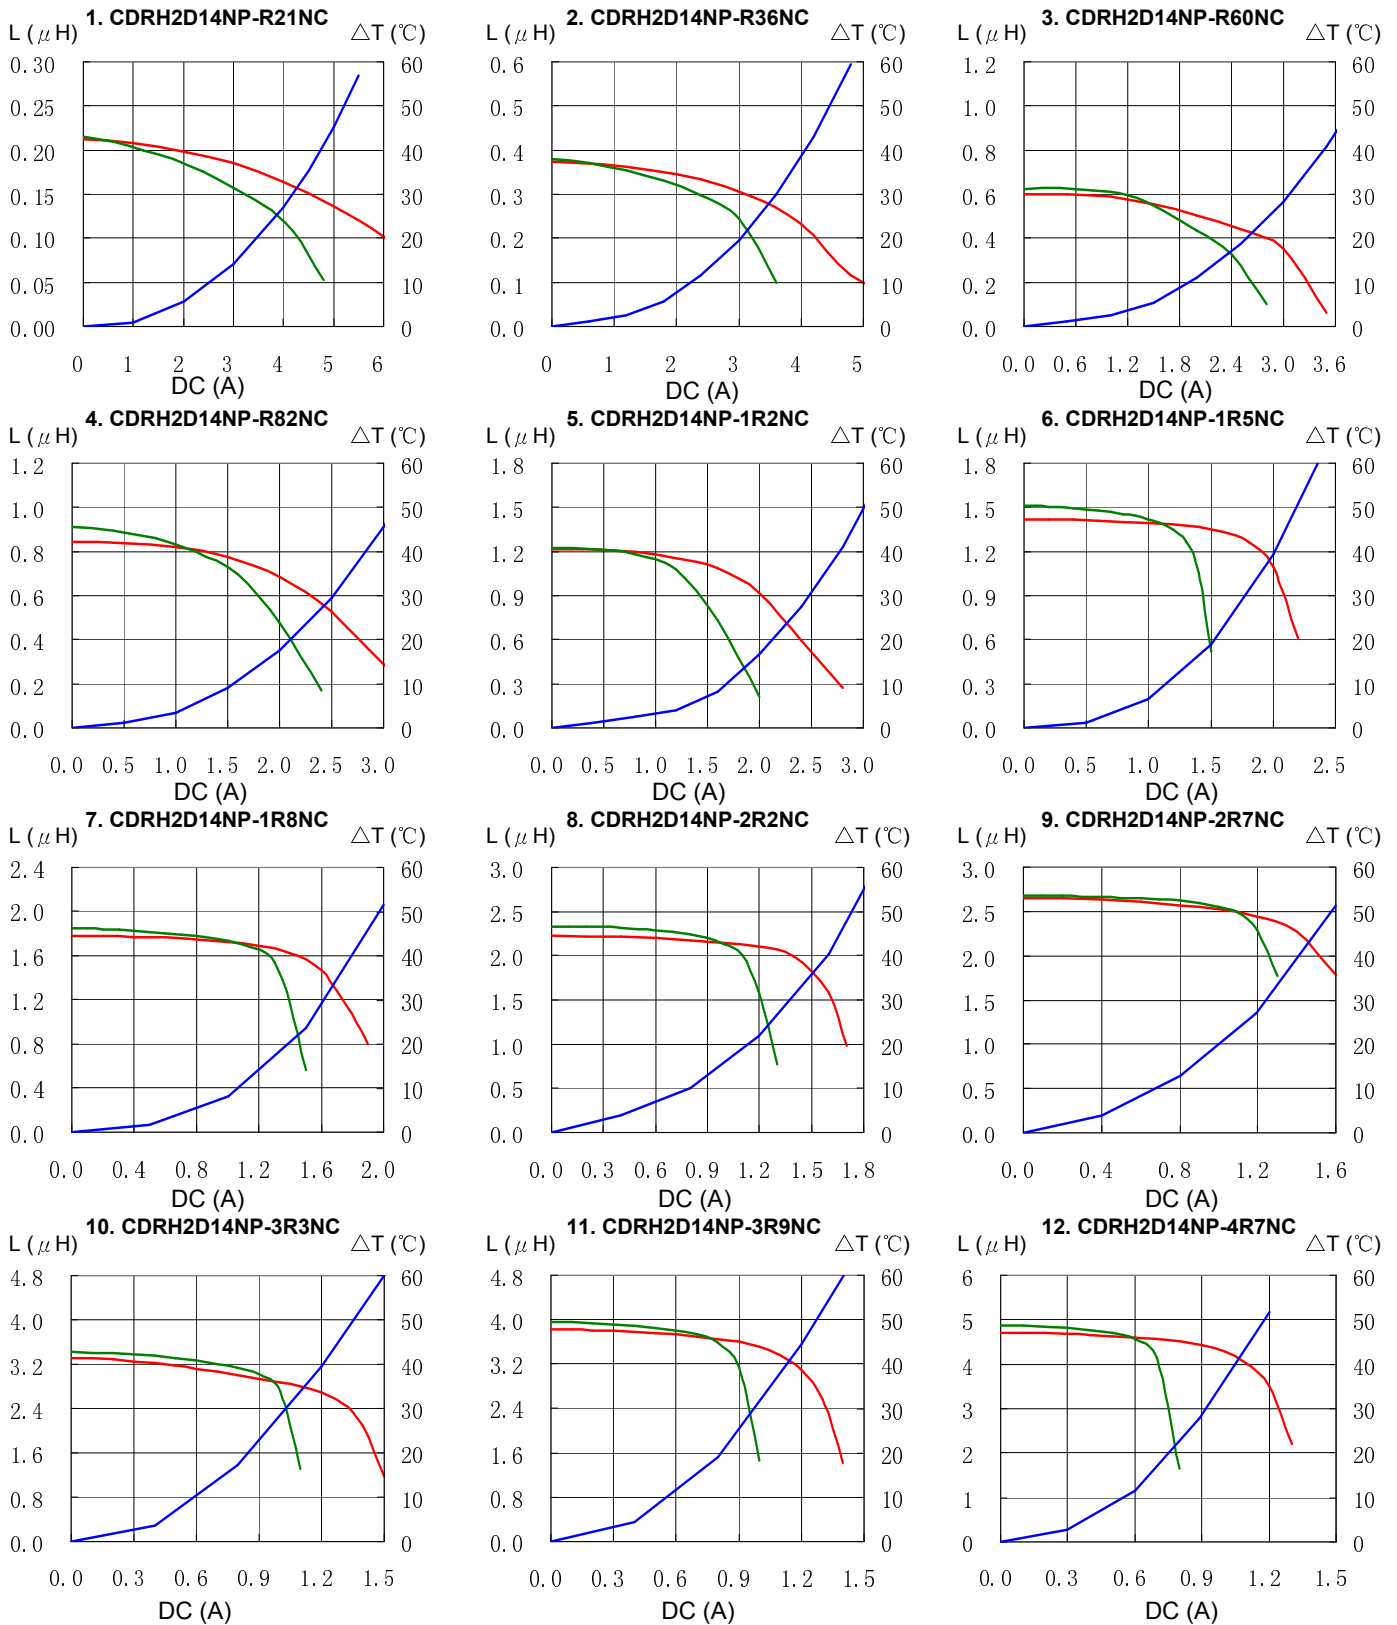 1. CDRH2D14NP-R21NC
L (μH) △T (℃)
0.30 60
0.25 50
0.20 40
0.15 30
0.10 20
0.05 10
0.00 0
0 1 2 3 4 5 6
DC (A)
2. CDRH2D14NP-R36NC
L (μH) △T (℃)
0.6 60
0.5 50
0.4 40
0.3 30
0.2 20
0.1 10
0.0 0
0 1 2 3 4 5
DC (A)
3. CDRH2D14NP-R60NC
L (μH) △T (℃)
1.2 60
1.0 50
0.8 40
0.6 30
0.4 20
0.2 10
0.0 0
0.0 0.6 1.2 1.8 2.4 3.0 3.6
DC (A)
4. CDRH2D14NP-R82NC
L (μH) △T (℃)
1.2 60
1.0 50
0.8 40
0.6 30
0.4 20
0.2 10
0.0 0
0.0 0.5 1.0 1.5 2.0 2.5 3.0
DC (A)
5. CDRH2D14NP-1R2NC
L (μH) △T (℃)
1.8 60
1.5 50
1.2 40
0.9 30
0.6 20
0.3 10
0.0 0
0.0 0.5 1.0 1.5 2.0 2.5 3.0
DC (A)
6. CDRH2D14NP-1R5NC
L (μH) △T (℃)
1.8 60
1.5 50
1.2 40
0.9 30
0.6 20
0.3 10
0.0 0
0.0 0.5 1.0 1.5 2.0 2.5
DC (A)
7. CDRH2D14NP-1R8NC
L (μH) △T (℃)
2.4 60
2.0 50
1.6 40
1.2 30
0.8 20
0.4 10
0.0 0
0.0 0.4 0.8 1.2 1.6 2.0
DC (A)
8. CDRH2D14NP-2R2NC
L (μH) △T (℃)
3.0 60
2.5 50
2.0 40
1.5 30
1.0 20
0.5 10
0.0 0
0.0 0.3 0.6 0.9 1.2 1.5 1.8
DC (A)
9. CDRH2D14NP-2R7NC
L (μH) △T (℃)
3.0 60
2.5 50
2.0 40
1.5 30
1.0 20
0.5 10
0.0 0
0.0 0.4 0.8 1.2 1.6
DC (A)
10. CDRH2D14NP-3R3NC
L (μH) △T (℃)
4.8 60
4.0 50
3.2 40
2.4 30
1.6 20
0.8 10
0.0 0
0.0 0.3 0.6 0.9 1.2 1.5
DC (A)
11. CDRH2D14NP-3R9NC
L (μH) △T (℃)
4.8 60
4.0 50
3.2 40
2.4 30
1.6 20
0.8 10
0.0 0
0.0 0.3 0.6 0.9 1.2 1.5
DC (A)
12. CDRH2D14NP-4R7NC
L (μH) △T (℃)
6 60
5 50
4 40
3 30
2 20
1 10
0 0
0.0 0.3 0.6 0.9 1.2 1.5
DC (A)